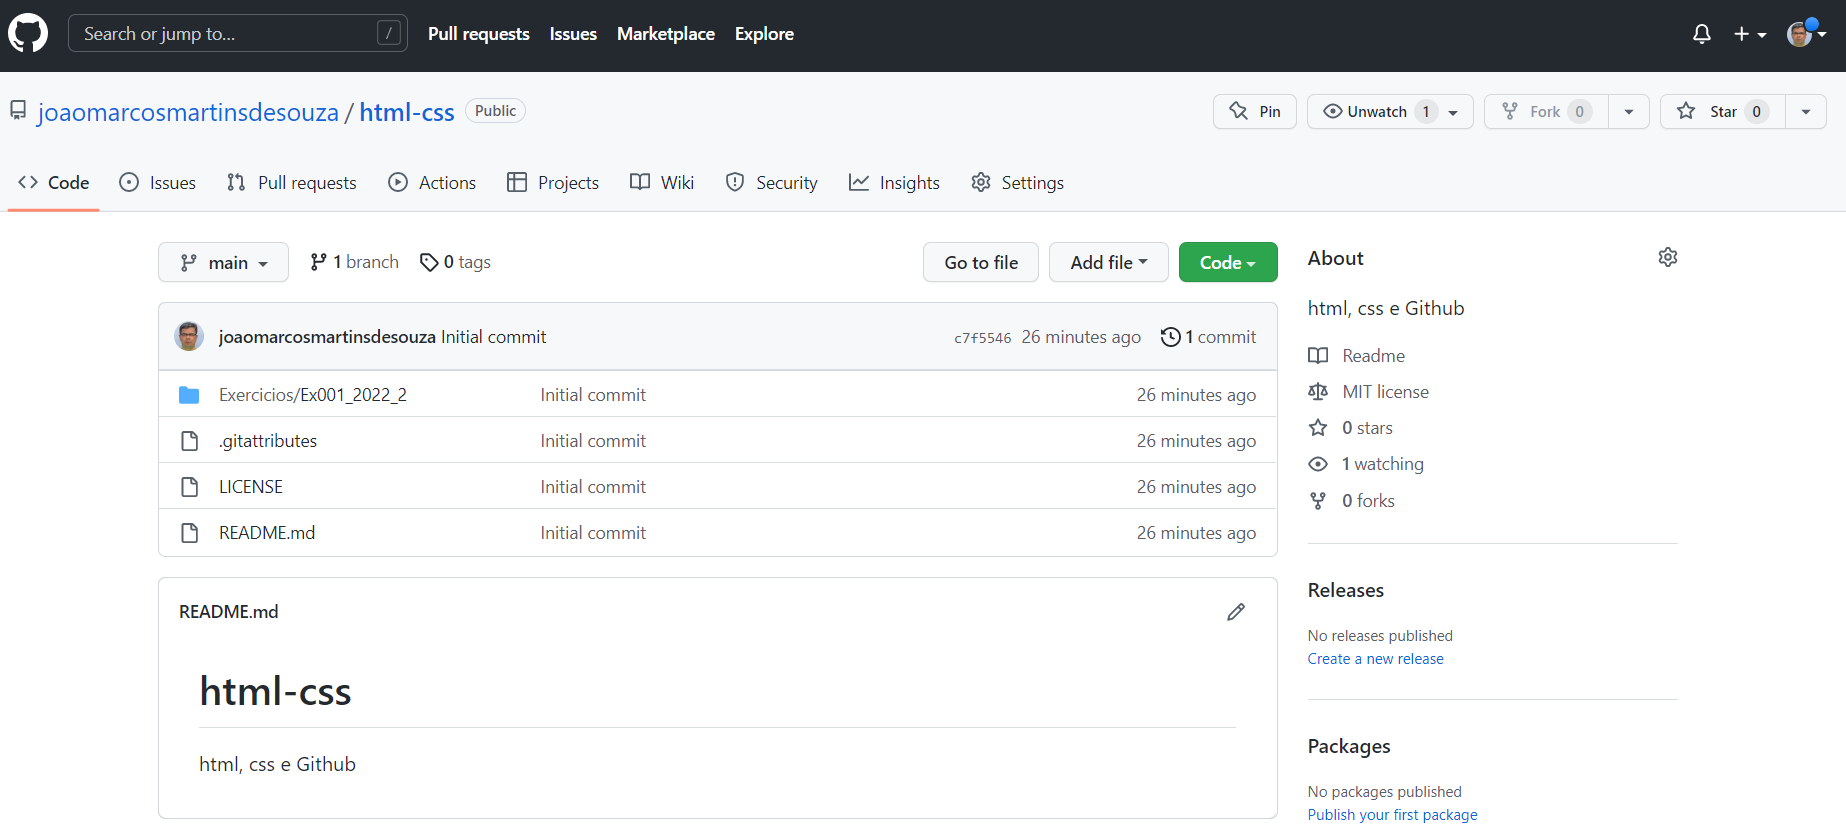 Search or jump to... /
Pull requests Issues Marketplace Explore
joaomarcosmartinsdesouza / html-css Public
Pin Unwatch 1 Fork 0 Star 0
Code Issues Pull requests Actions Projects Wiki Security Insights Settings
main 1 branch 0 tags Go to file Add file Code
joaomarcosmartinsdesouza Initial commit c7f5546 26 minutes ago 1 commit
Exercicios/Ex001_2022_2 Initial commit 26 minutes ago
.gitattributes Initial commit 26 minutes ago
LICENSE Initial commit 26 minutes ago
README.md Initial commit 26 minutes ago
README.md
html-css
html, css e Github
About
html, css e Github
Readme
MIT license
0 stars
1 watching
0 forks
Releases
No releases published
Create a new release
Packages
No packages published
Publish your first package